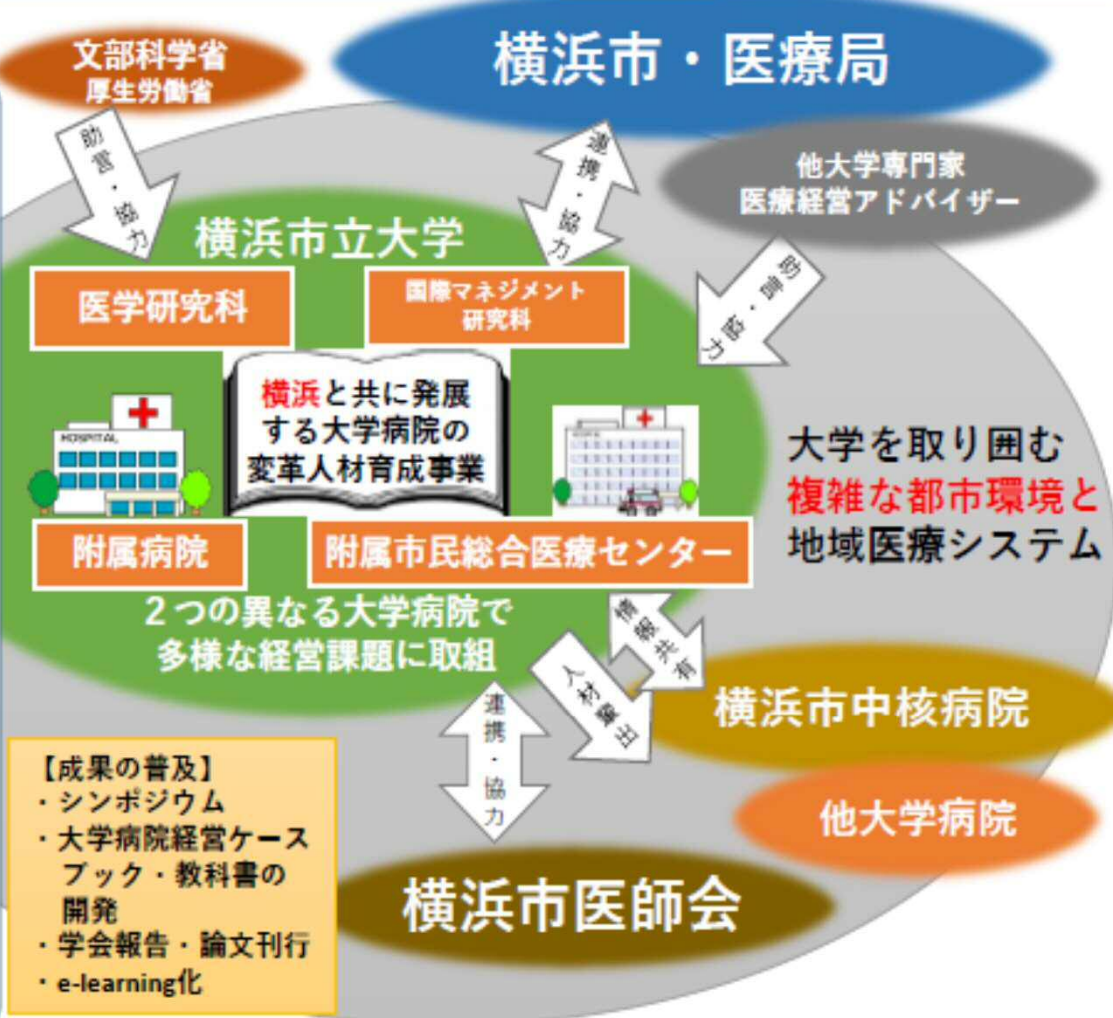 文部科学省
厚生労働省
横浜市・医療局
助言・協力
連携・協力
他大学専門家
医療経営アドバイザー
横浜市立大学
助言・協力
医学研究科
国際マネジメント
研究科
横浜と共に発展
する大学病院の
変革人材育成事業
HOSPITAL
HOSPITAL
大学を取り囲む
複雑な都市環境と
地域医療システム
附属病院
附属市民総合医療センター
2つの異なる大学病院で
多様な経営課題に取組
情報共有
人材輩出
連携・協力
横浜市中核病院
他大学病院
横浜市医師会
【成果の普及】
・シンポジウム
・大学病院経営ケース
ブック・教科書の
開発
・学会報告・論文刊行
・e-learning化